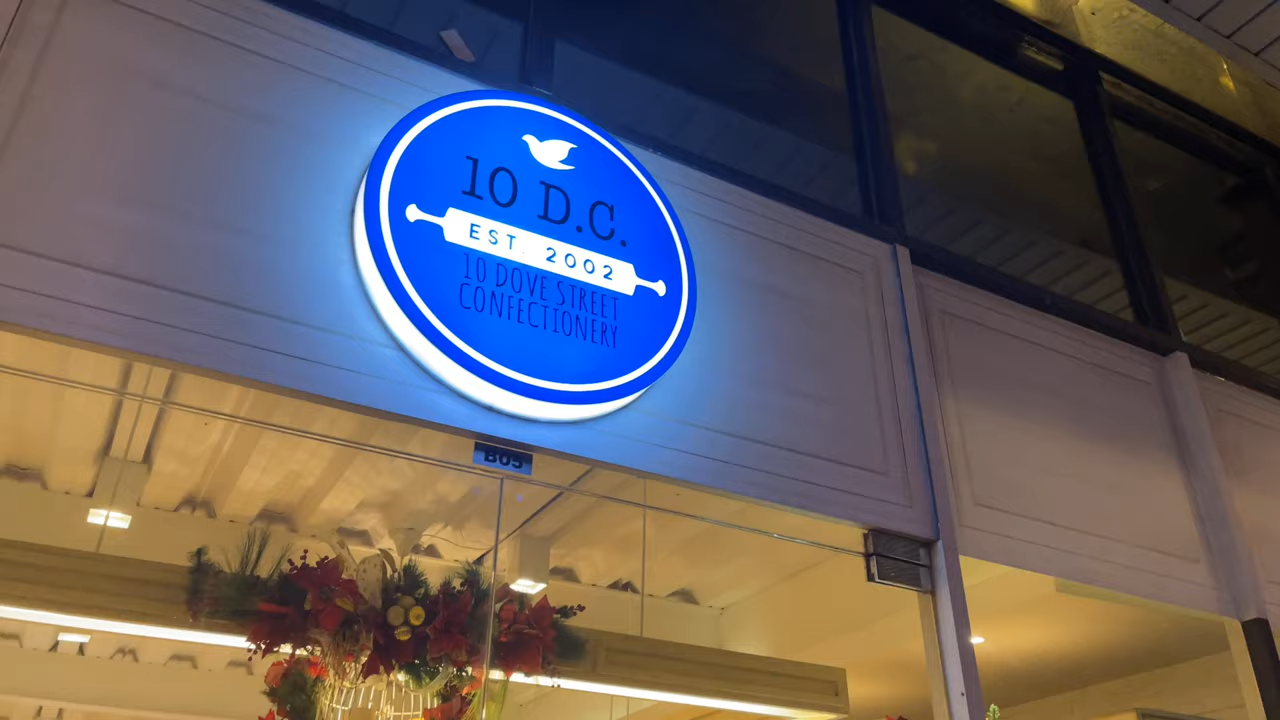 10 D.C.
EST. 2002
10 DOVE STREET
CONFECTIONERY
B05